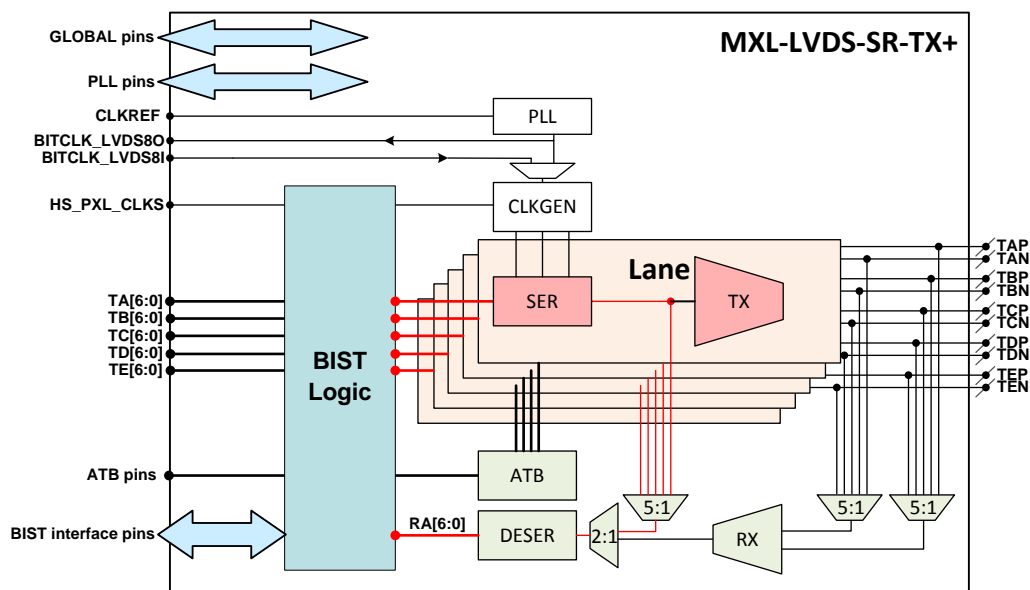 GLOBAL pins
MXL-LVDS-SR-TX+
PLL pins
CLKREF
PLL
BITCLK_LVDS8O
BITCLK_LVDS8I
HS_PXL_CLKS
CLKGEN
TAP
TAN
Lane
TBP
TBN
TA[6:0]
SER
TX
TB[6:0]
TCP
TCN
TC[6:0]
TD[6:0]
TDP
TDN
TE[6:0]
BIST
Logic
TEP
TEN
ATB pins
ATB
5:1
5:1
5:1
BIST interface pins
RA[6:0]
DESER
2:1
RX